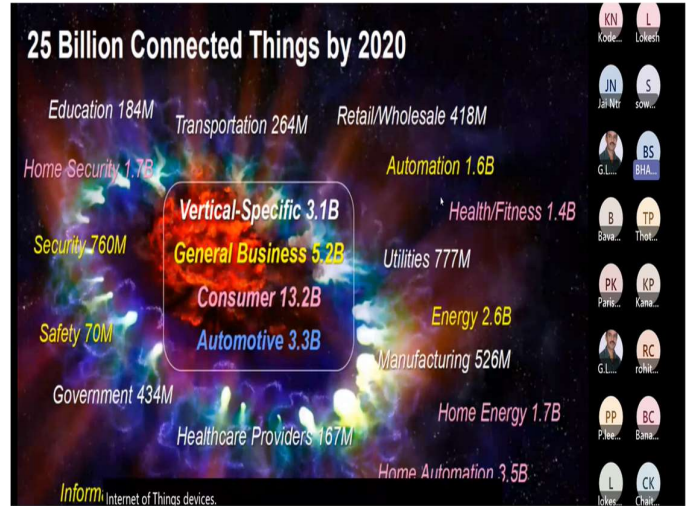 25 Billion Connected Things by 2020
Education 184M
Transportation 264M
Retail/Wholesale 418M
Home Security 1.7B
Automation 1.6B
Vertical-Specific 3.1B
Health/Fitness 1.4B
Security 760M
General Business 5.2B
Utilities 777M
Consumer 13.2B
Energy 2.6B
Safety 70M
Automotive 3.3B
Manufacturing 526M
Government 434M
Home Energy 1.7B
Healthcare Providers 167M
Home Automation 3.5B
Inform
Internet of Things devices.
KN
Kode...
L
Lokesh
JN
Jai Ntr
S
sow...
G.L....
BS
BHA...
B
Bava...
TP
Thot...
PK
Paris...
KP
Kana...
G.L....
RC
rohit...
PP
P.lee...
BC
Bana...
L
lokes...
CK
Chait...